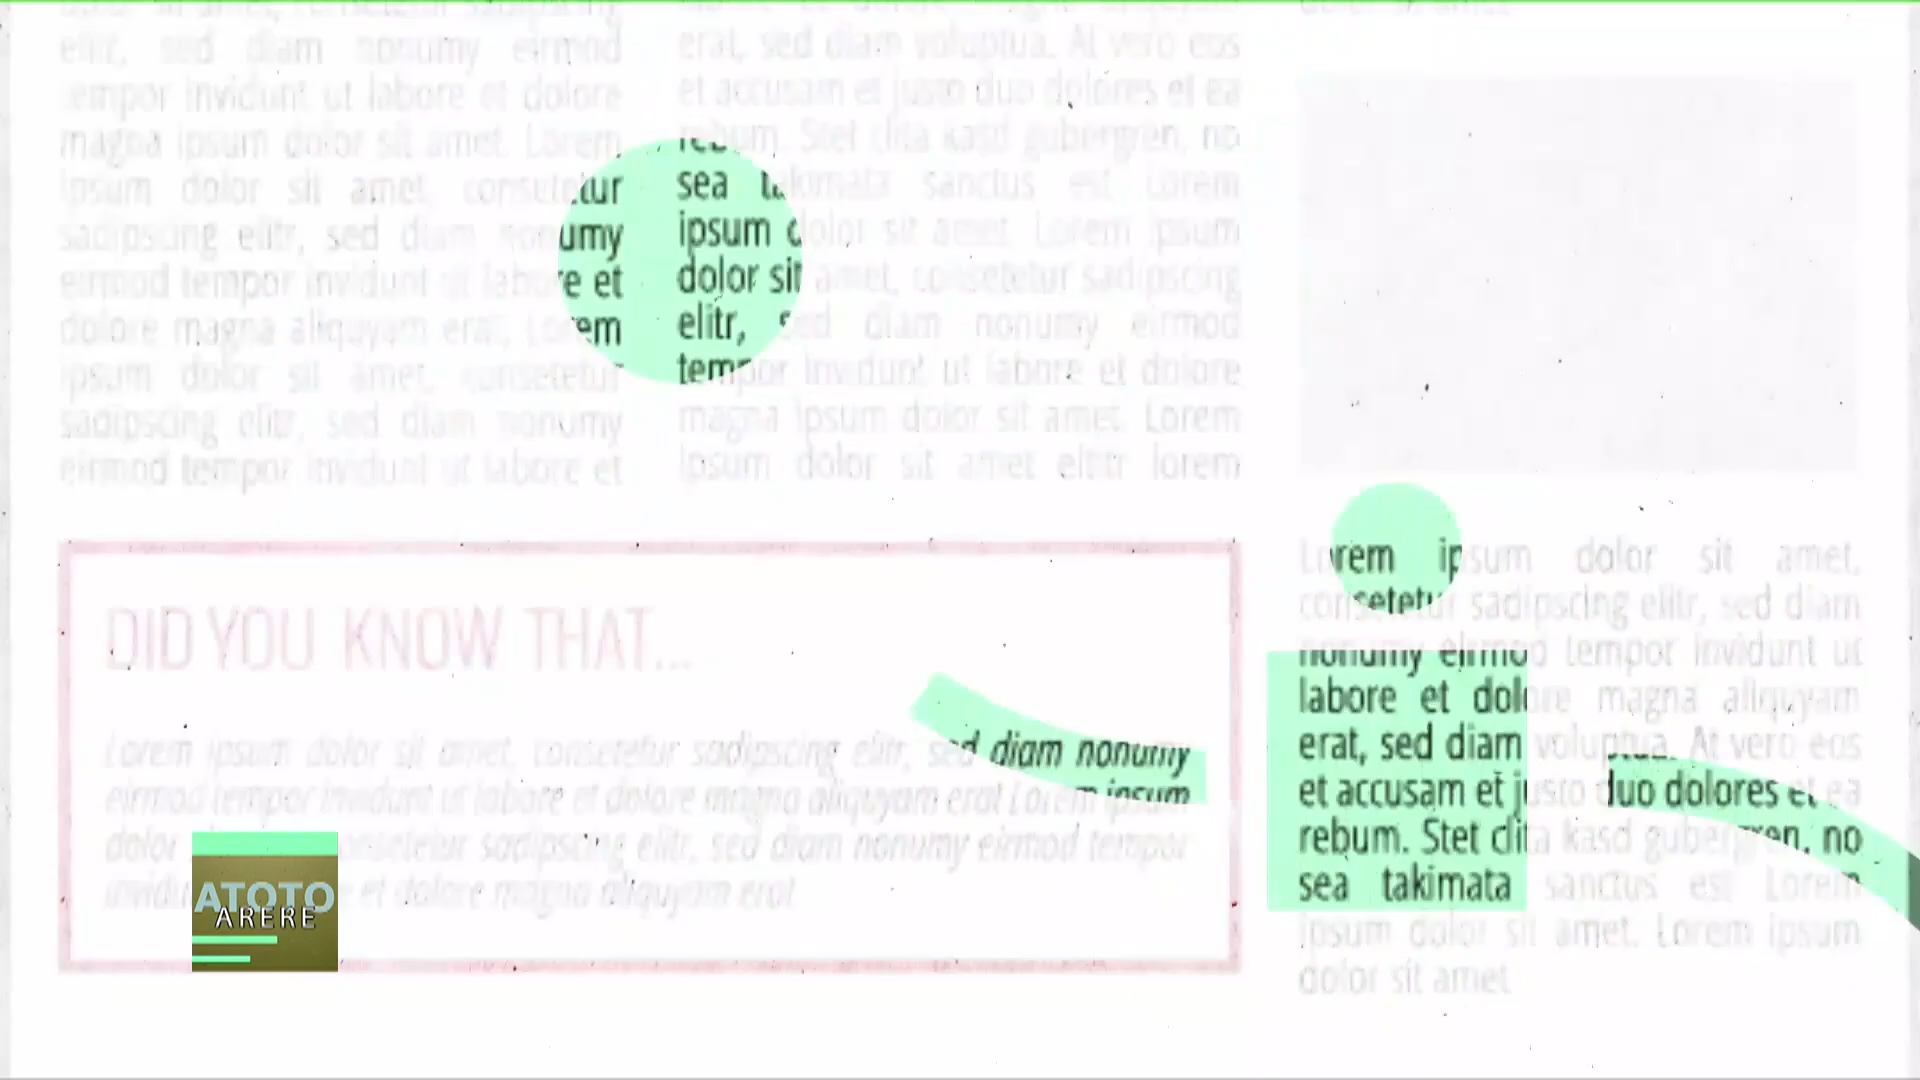 dolor sit amet, consetetur sadipscing
elitr, sed diam nonumy eirmod
tempor invidunt ut labore et dolore
magna ipsum dolor sit amet. Lorem
ipsum dolor sit amet, consetetur
sadipscing elitr, sed diam nonumy
eirmod tempor invidunt ut labore et
dolore magna aliquyam erat, Lorem
ipsum dolor sit amet, consetetur
sadipscing elitr, sed diam nonumy
eirmod tempor invidunt ut labore et
erat, sed diam voluptua. At vero eos
et accusam et justo duo dolores et ea
rebum. Stet clita kasd gubergren, no
sea takimata sanctus est Lorem
ipsum dolor sit amet. Lorem ipsum
dolor sit amet, consetetur sadipscing
elitr, sed diam nonumy eirmod
tempor invidunt ut labore et dolore
magna ipsum dolor sit amet. Lorem
ipsum dolor sit amet elitr lorem
DID YOU KNOW THAT...
Lorem ipsum dolor sit amet, consetetur sadipscing elitr, sed diam nonumy
eirmod tempor invidunt ut labore et dolore magna aliquyam erat Lorem ipsum
dolor consetetur sadipscing elitr, sed diam nonumy eirmod tempor
invidu e et dolore magna aliquyam erat
ATOTO
ARERE
dolor sit amet
Lorem ipsum dolor sit amet,
consetetur sadipscing elitr, sed diam
nonumy eirmod tempor invidunt ut
labore et dolore magna aliquyam
erat, sed diam voluptua. At vero eos
et accusam et justo duo dolores et ea
rebum. Stet clita kasd gubergren, no
sea takimata sanctus est Lorem
ipsum dolor sit amet. Lorem ipsum
dolor sit amet